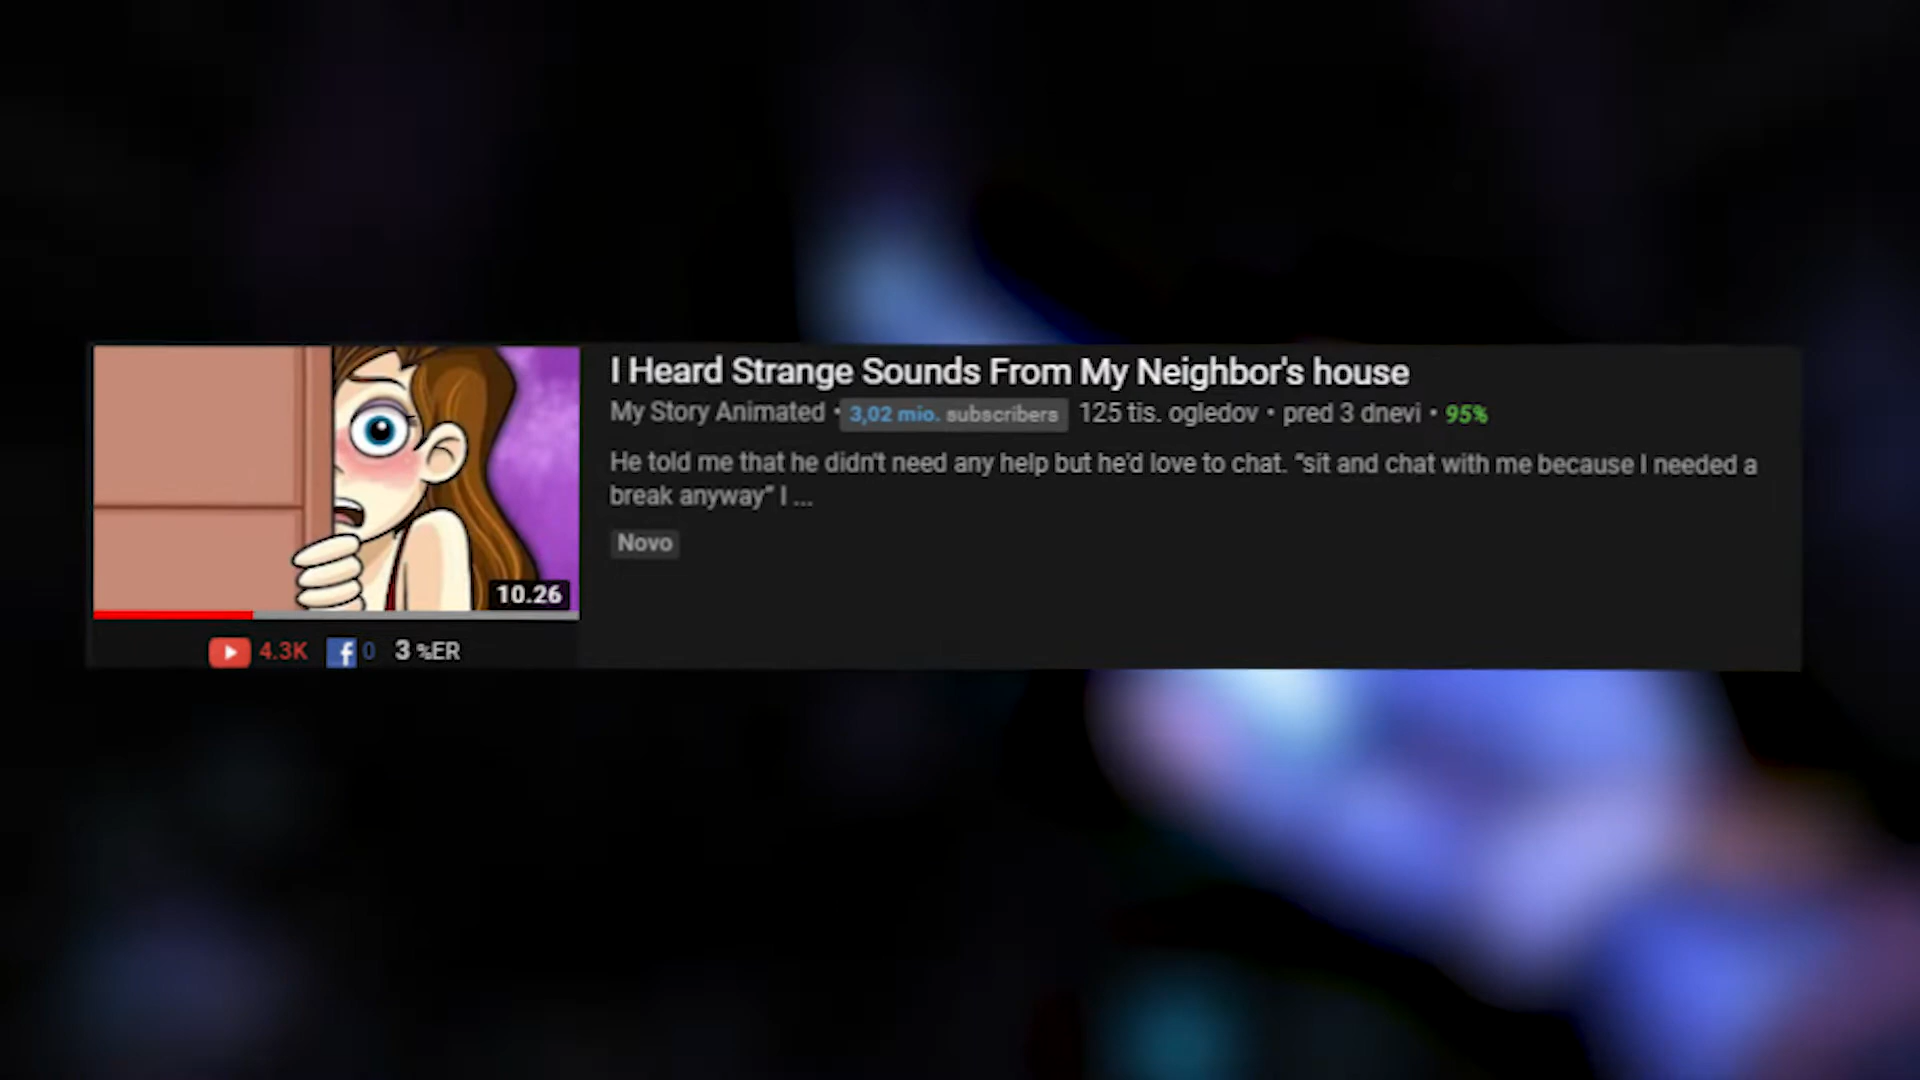 I Heard Strange Sounds From My Neighbor's house
My Story Animated • 3,02 mio. subscribers 125 tis. ogledov • pred 3 dnevi • 95%
He told me that he didn't need any help but he'd love to chat. “sit and chat with me because I needed a
break anyway” I ...
Novo
10.26
4.3K f 0 3 %ER